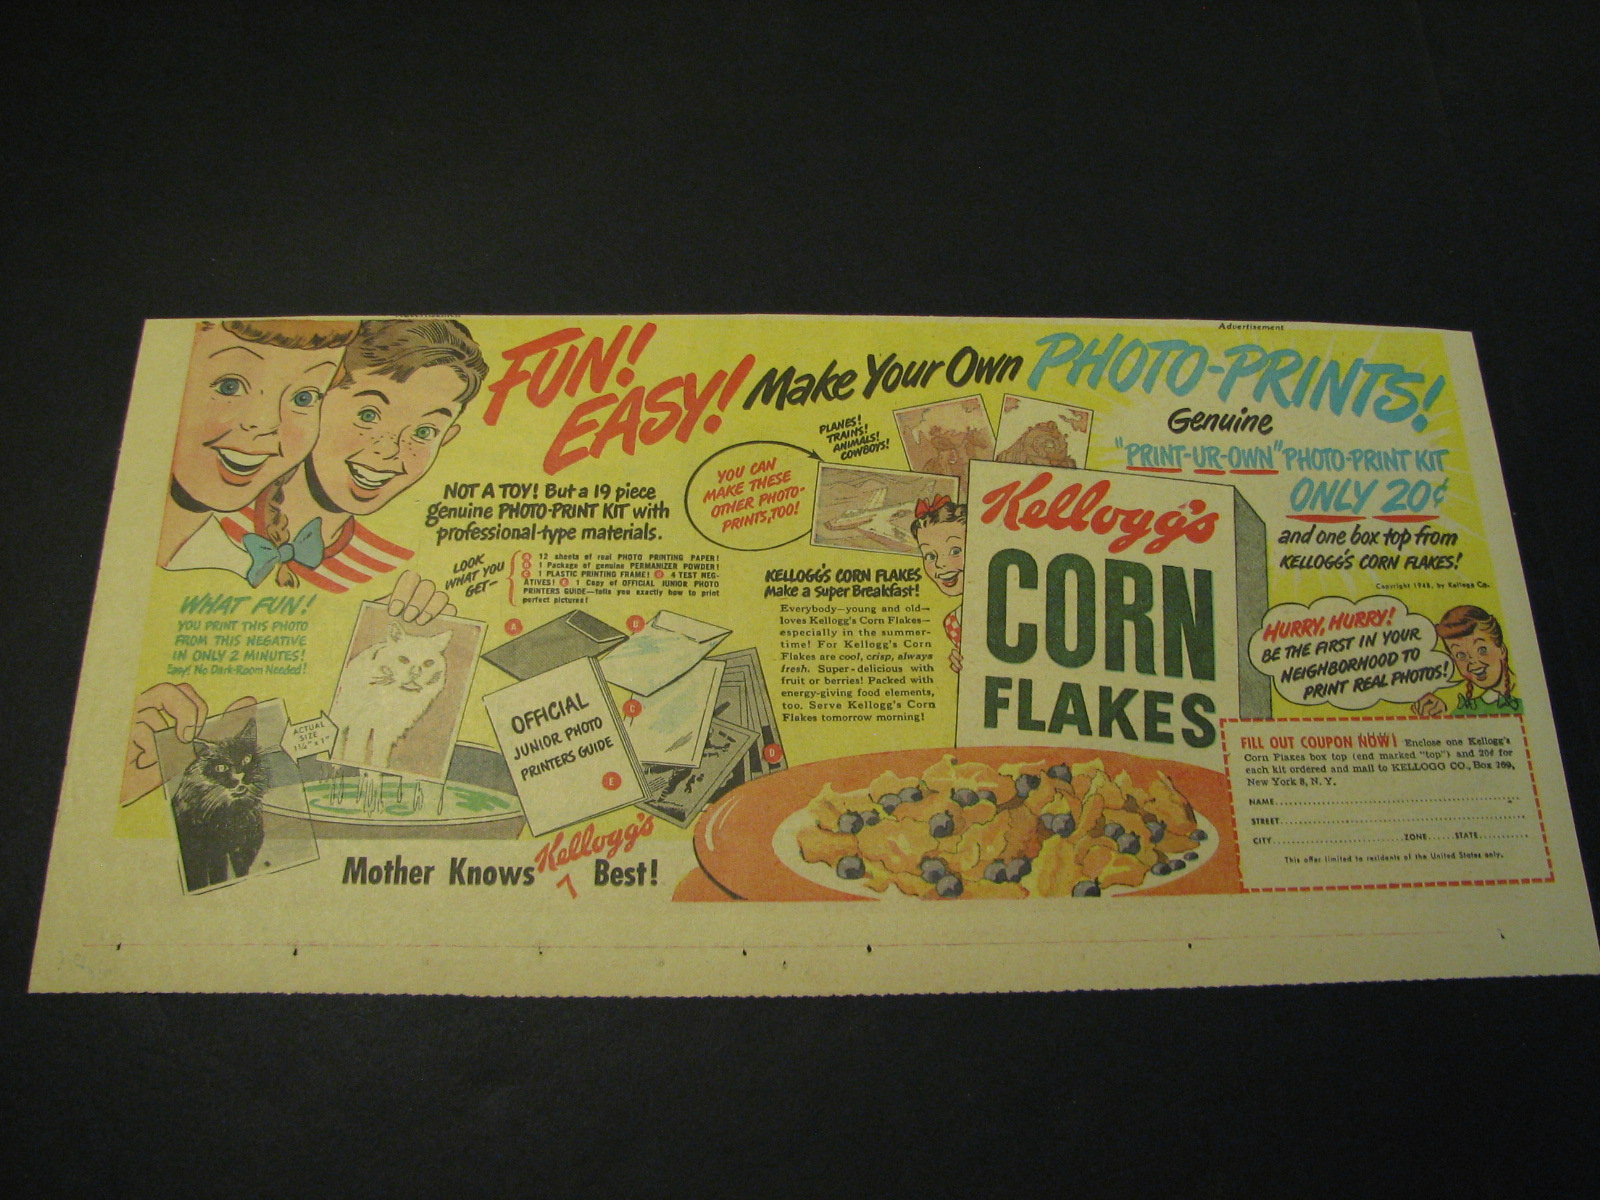 Advertisement
Advertisement
FUN!
EASY!
Make Your Own
PHOTO-PRINTS!
Genuine
"PRINT-UR-OWN" PHOTO-PRINT KIT
ONLY 20¢
and one box top from
KELLOGG'S CORN FLAKES!
Copyright 1948, by Kellogg Co.
NOT A TOY! But a 19 piece
genuine PHOTO-PRINT KIT with
professional-type materials.
LOOK
WHAT YOU
GET—
A 12 sheets of real PHOTO PRINTING PAPER!
B 1 Package of genuine PERMANIZER POWDER!
C 1 PLASTIC PRINTING FRAME! D 4 TEST NEG-
ATIVES! E 1 Copy of OFFICIAL JUNIOR PHOTO
PRINTERS GUIDE—tells you exactly how to print
perfect pictures!
WHAT FUN!
YOU PRINT THIS PHOTO
FROM THIS NEGATIVE
IN ONLY 2 MINUTES!
Easy! No Dark-Room Needed!
ACTUAL
SIZE
A
B
C
D
E
OFFICIAL
JUNIOR PHOTO
PRINTERS GUIDE
Mother Knows Kellogg's Best!
PLANES!
TRAINS!
ANIMALS!
COWBOYS!
YOU CAN
MAKE THESE
OTHER PHOTO-
PRINTS, TOO!
KELLOGG'S CORN FLAKES
Make a Super Breakfast!
Everybody—young and old—
loves Kellogg's Corn Flakes—
especially in the summer-
time! For Kellogg's Corn
Flakes are cool, crisp, always
fresh. Super-delicious with
fruit or berries! Packed with
energy-giving food elements,
too. Serve Kellogg's Corn
Flakes tomorrow morning!
Kellogg's
CORN
FLAKES
HURRY, HURRY!
BE THE FIRST IN YOUR
NEIGHBORHOOD TO
PRINT REAL PHOTOS!
FILL OUT COUPON NOW! Enclose one Kellogg's
Corn Flakes box top (end marked "top") and 20¢ for
each kit ordered and mail to KELLOGG CO., Box 269,
New York 8, N. Y.
NAME
STREET
CITY ZONE STATE
This offer limited to residents of the United States only.